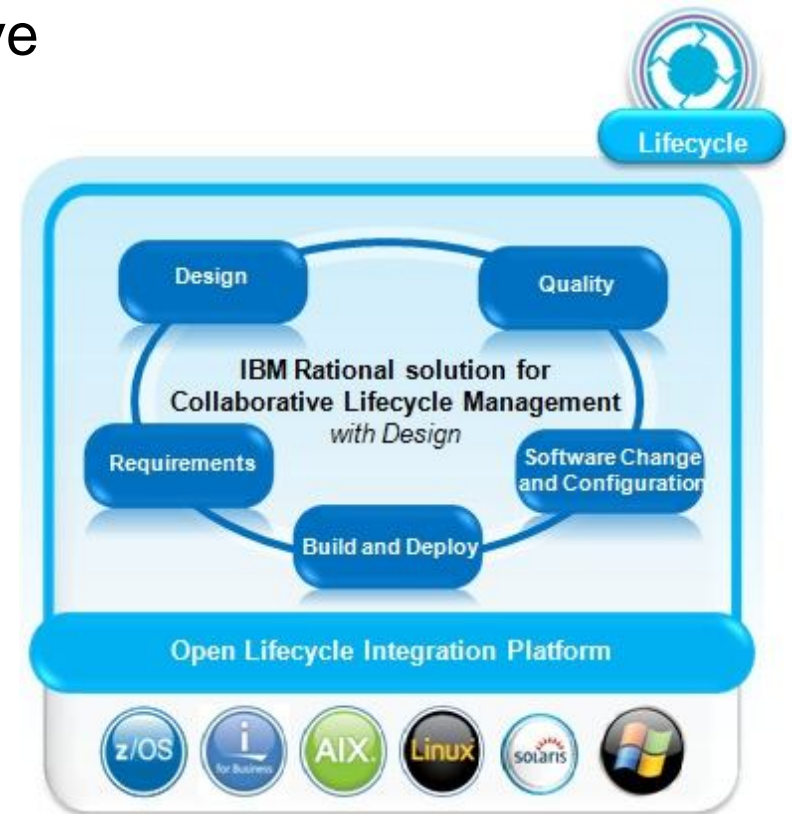 ve
Lifecycle
Design
Quality
IBM Rational solution for
Collaborative Lifecycle Management
with Design
Requirements
Software Change
and Configuration
Build and Deploy
Open Lifecycle Integration Platform
z/OS
i
for Business
AIX.
Linux
solaris